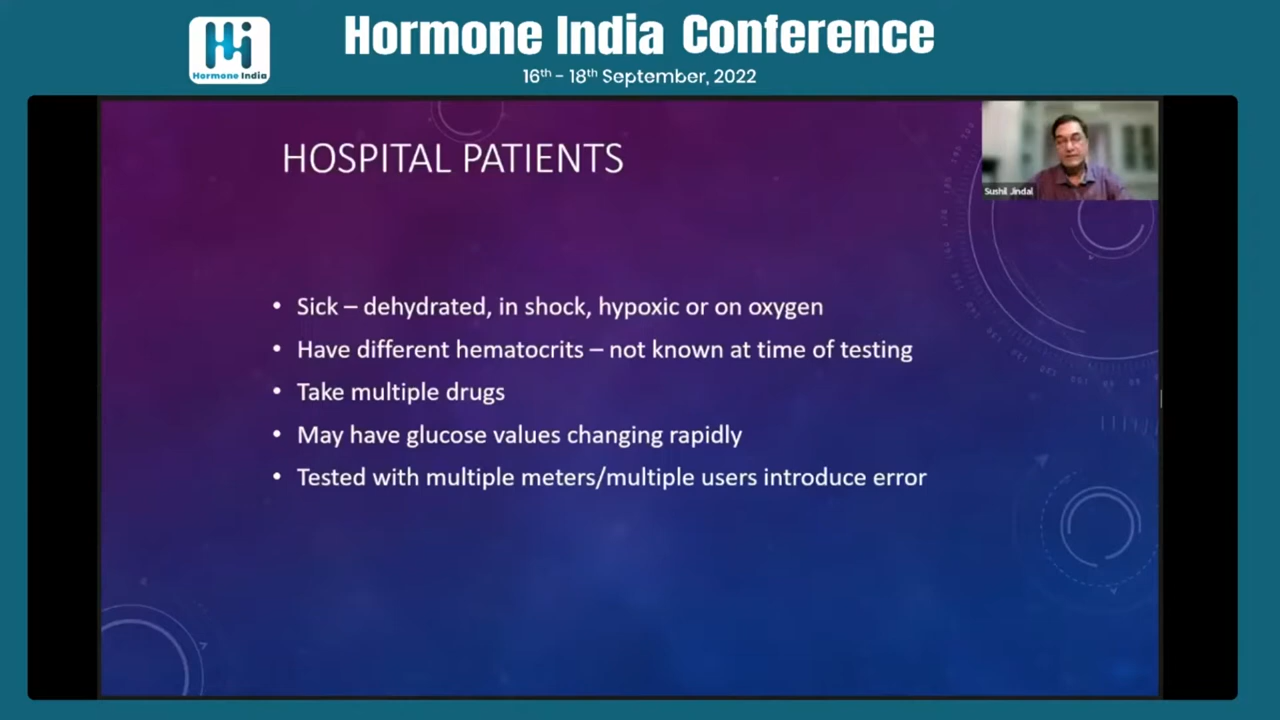 Hormone India Conference
16th – 18th September, 2022
Hi
Hormone India
HOSPITAL PATIENTS
Sushil Jindal
• Sick – dehydrated, in shock, hypoxic or on oxygen
• Have different hematocrits – not known at time of testing
• Take multiple drugs
• May have glucose values changing rapidly
• Tested with multiple meters/multiple users introduce error